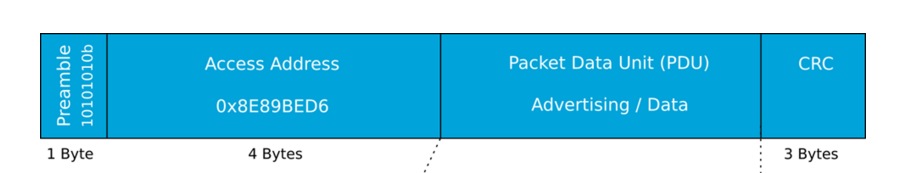 Preamble
10101010b
Access Address
0x8E89BED6
Packet Data Unit (PDU)
Advertising / Data
CRC
1 Byte
4 Bytes
3 Bytes